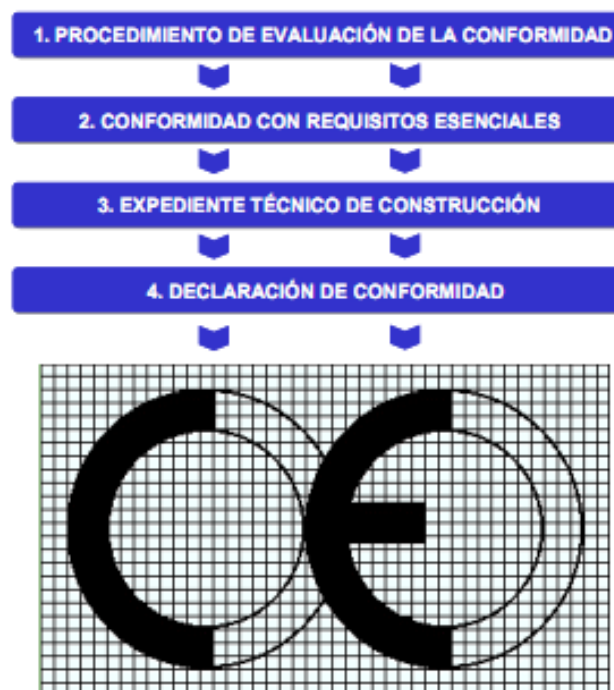 1. PROCEDIMIENTO DE EVALUACIÓN DE LA CONFORMIDAD
2. CONFORMIDAD CON REQUISITOS ESENCIALES
3. EXPEDIENTE TÉCNICO DE CONSTRUCCIÓN
4. DECLARACIÓN DE CONFORMIDAD
CE